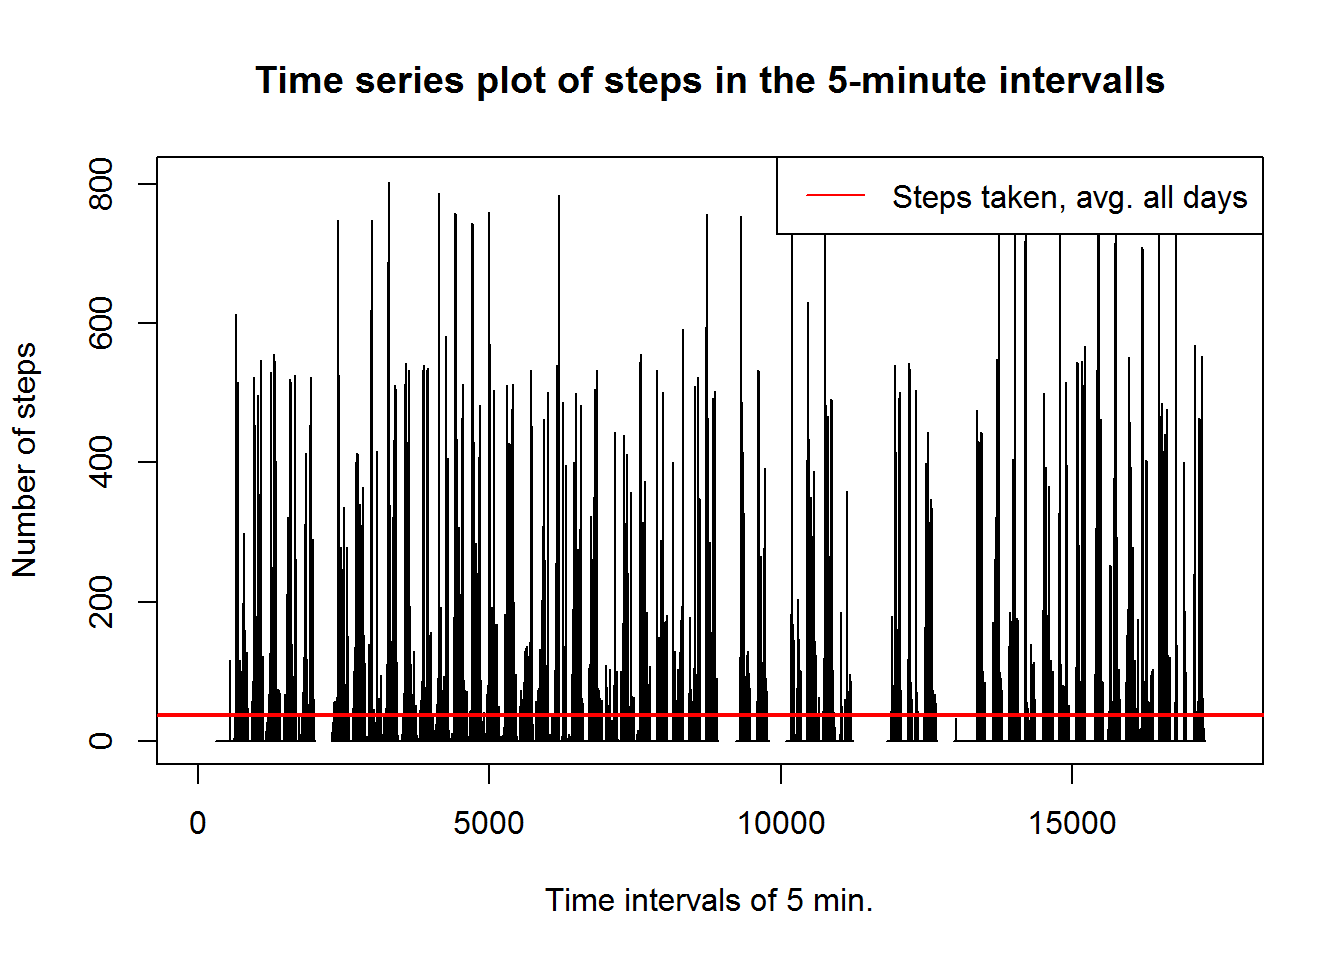 Time series plot of steps in the 5-minute intervalls
Steps taken, avg. all days
Number of steps
800
600
400
200
0
0 5000 10000 15000
Time intervals of 5 min.